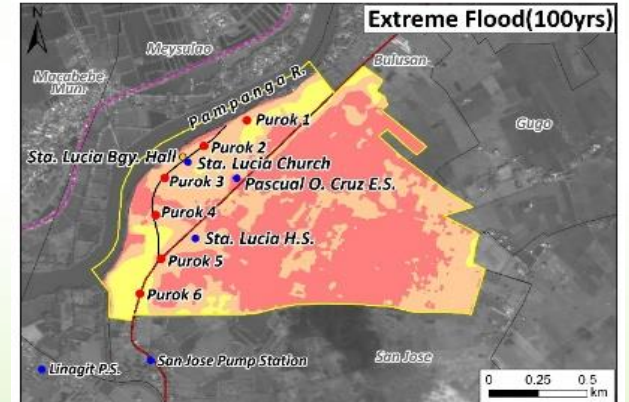 Extreme Flood(100yrs)
N
Meysulao
Bulusan
Macabebe
Muni
Pampanga R.
Gugo
Purok 1
Purok 2
Sta. Lucia Bgy. Hall
Sta. Lucia Church
Purok 3
Pascual O. Cruz E.S.
Purok 4
Sta. Lucia H.S.
Purok 5
Purok 6
San Jose Pump Station
San Jose
Linagit P.S.
0 0.25 0.5
km